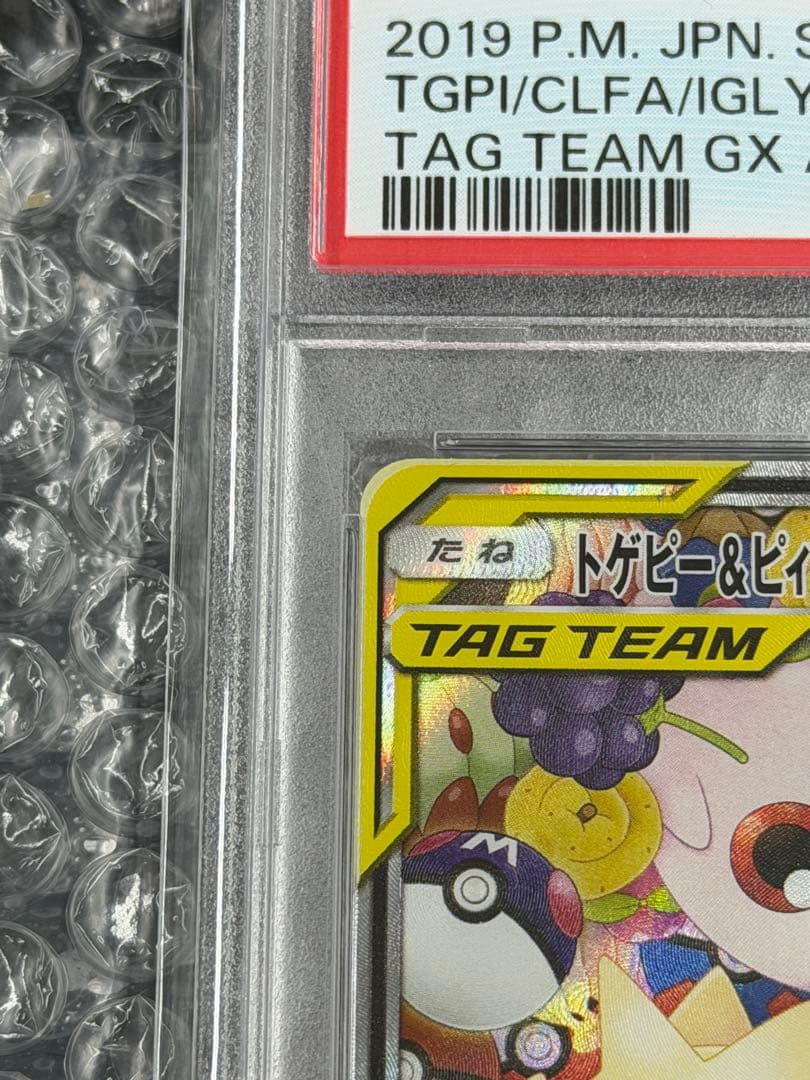 2019 P.M. JPN. S
TGPI/CLFA/IGLY
TAG TEAM GX
たね
トゲピー&ピィ
TAG TEAM
M